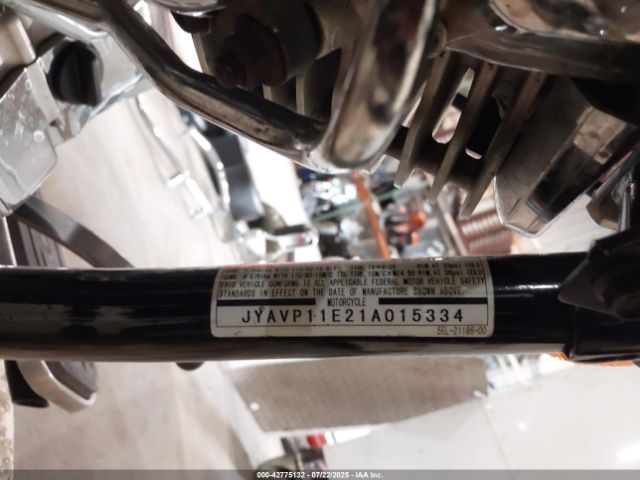 THIS VEHICLE CONFORMS TO ALL APPLICABLE FEDERAL MOTOR VEHICLE SAFETY
STANDARDS IN EFFECT ON THE DATE OF MANUFACTURE SHOWN ABOVE.
MOTORCYCLE
JYAVP11E21A015334
5EL-21186-00
000-42775132 - 07/22/2025 - IAA Inc.